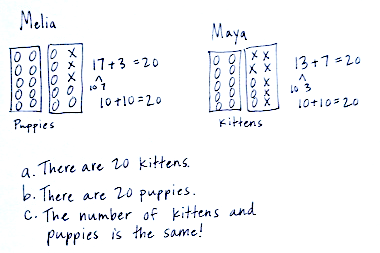 Melia
Maya
17+3=20
10 7
10+10=20
Puppies
13+7=20
10 3
10+10=20
Kittens
a. There are 20 kittens.
b. There are 20 puppies.
c. The number of kittens and
puppies is the same!